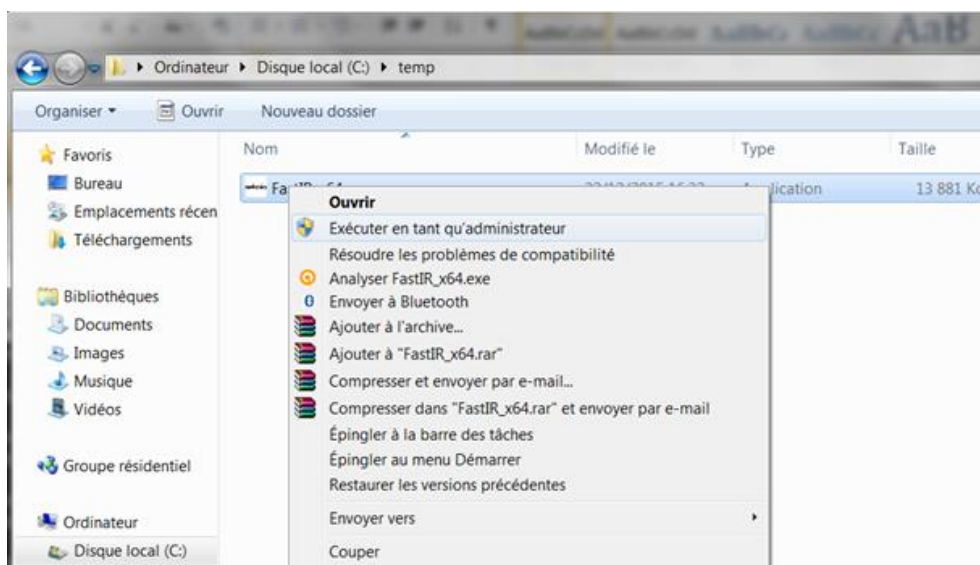 AaB
Ordinateur Disque local (C:) temp
Organiser Ouvrir Nouveau dossier
Nom Modifié le Type Taille
Favoris
Bureau
Emplacements récen
Téléchargements
Bibliothèques
Documents
Images
Musique
Vidéos
Groupe résidentiel
Ordinateur
Disque local (C:)
13 881 Ko
Ouvrir
Exécuter en tant qu'administrateur
Résoudre les problèmes de compatibilité
Analyser FastIR_x64.exe
Envoyer à Bluetooth
Ajouter à l'archive...
Ajouter à "FastIR_x64.rar"
Compresser et envoyer par e-mail...
Compresser dans "FastIR_x64.rar" et envoyer par e-mail
Épingler à la barre des tâches
Épingler au menu Démarrer
Restaurer les versions précédentes
Envoyer vers
Couper